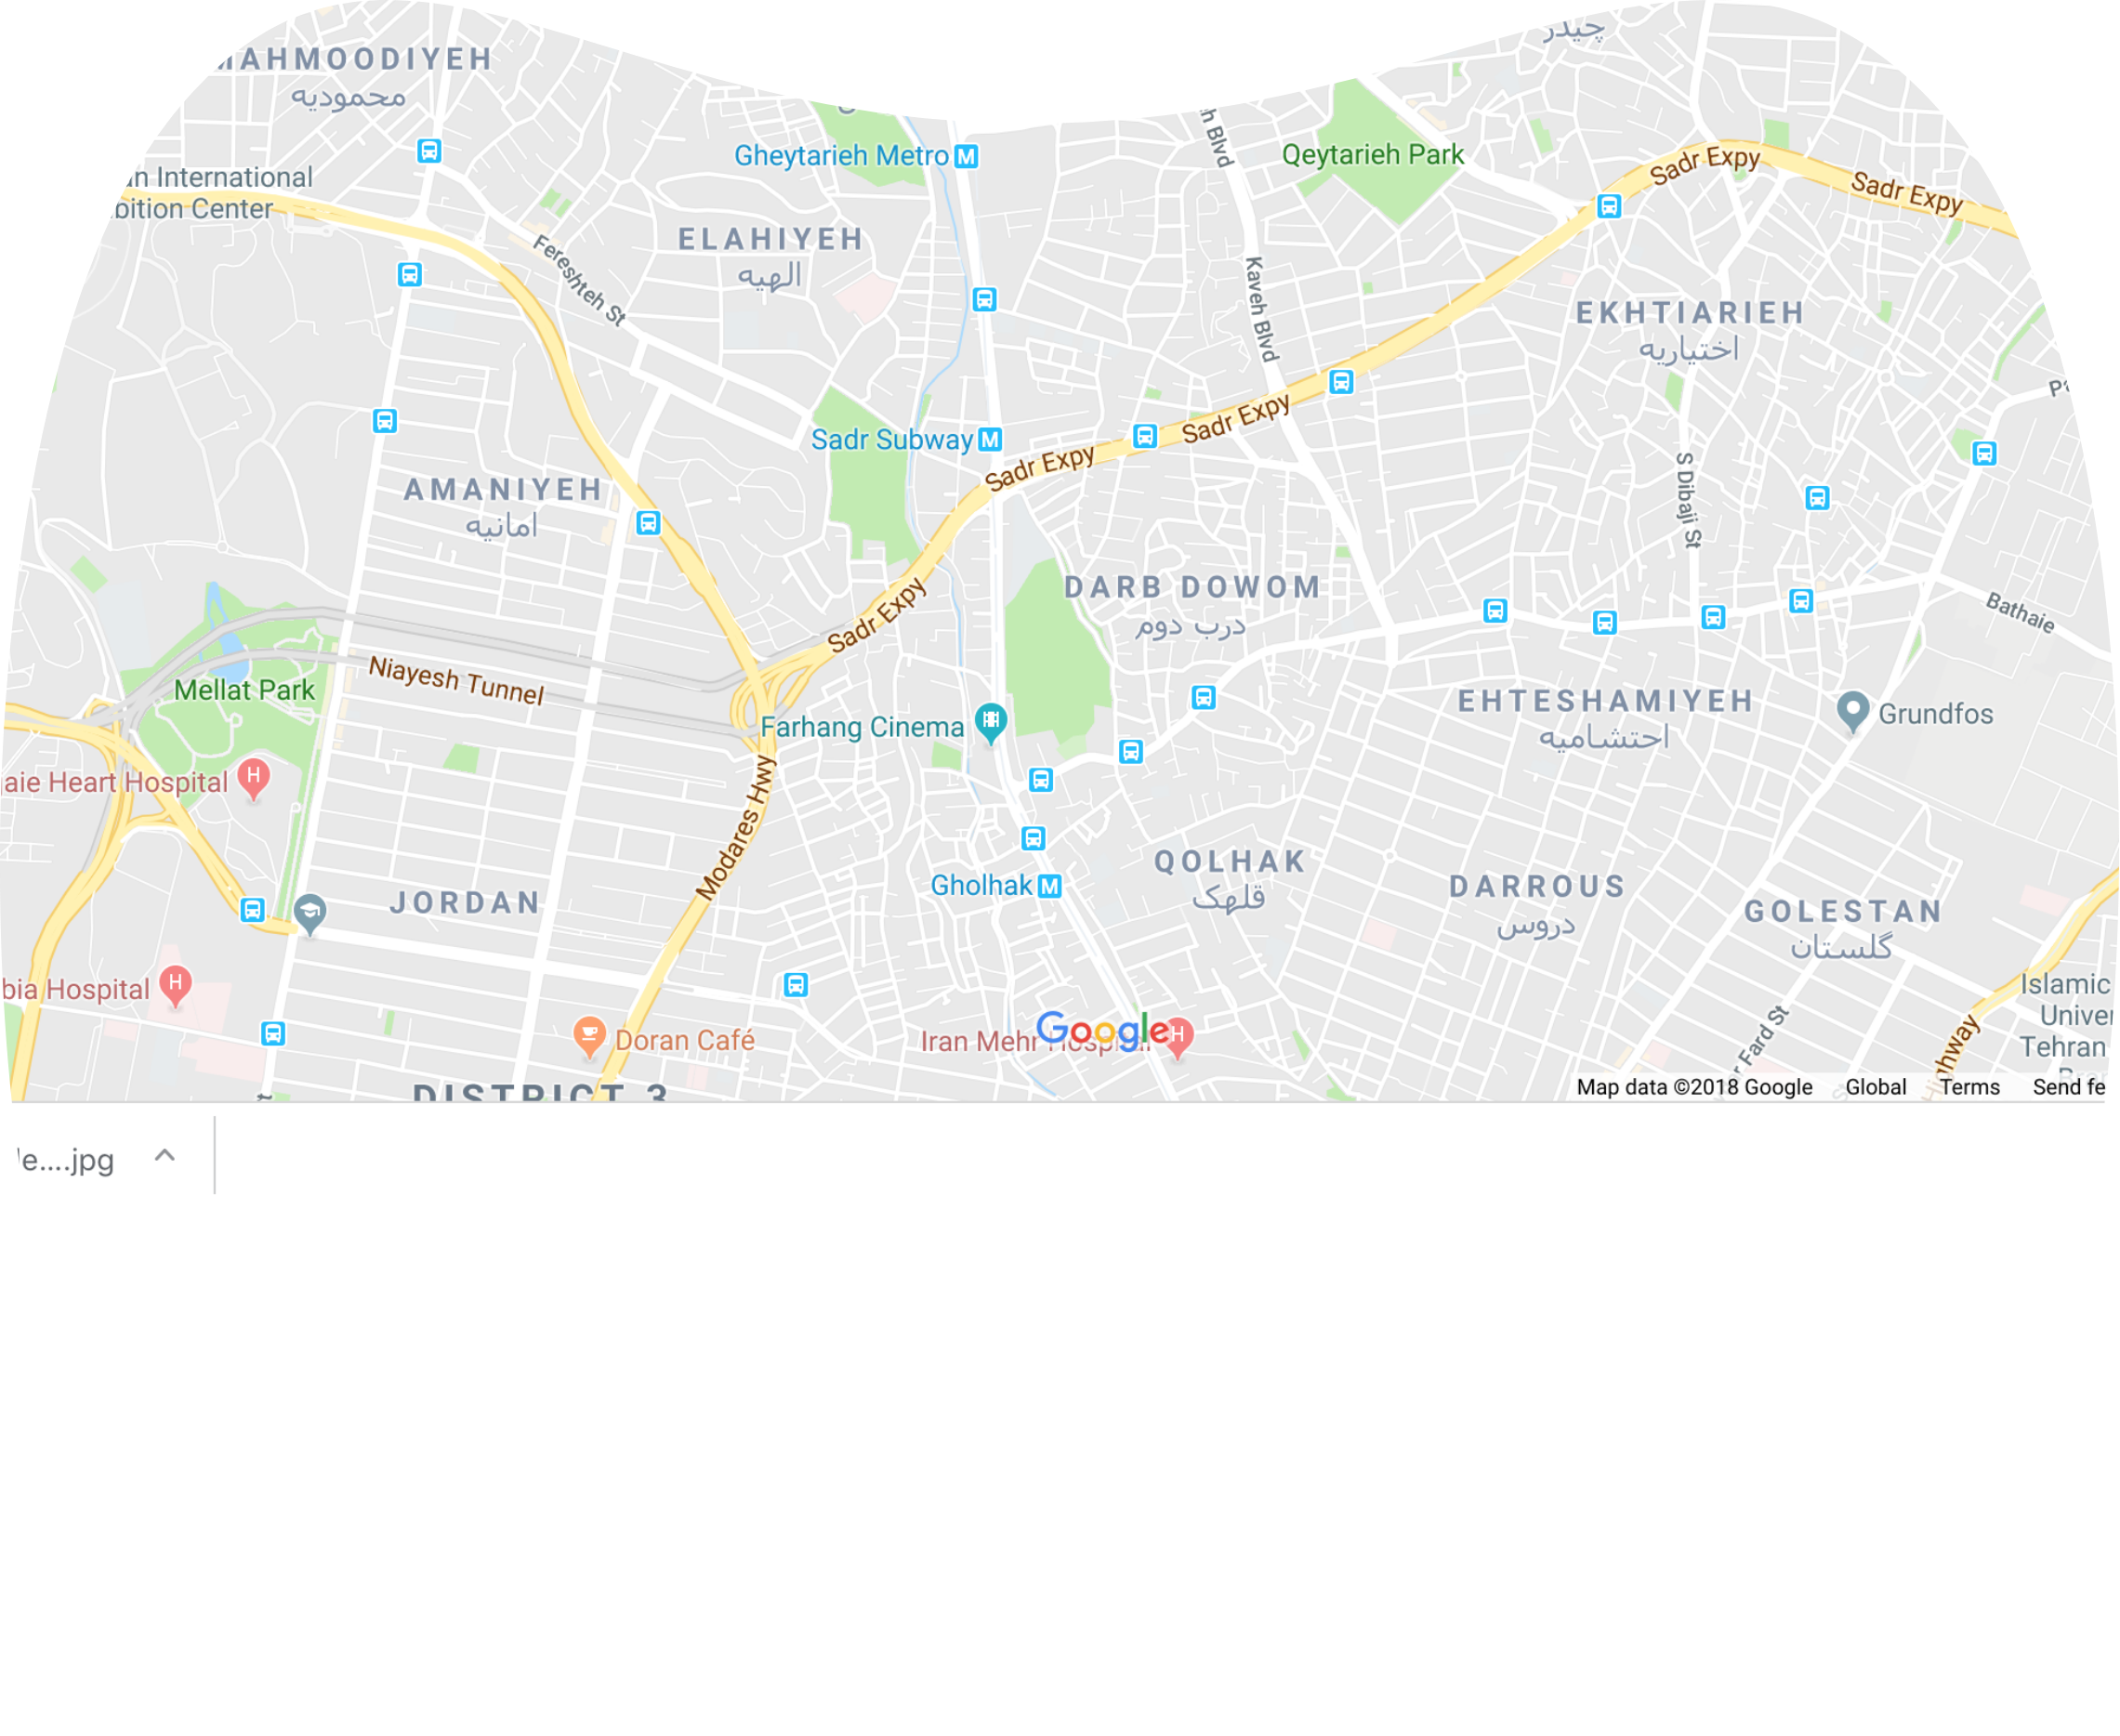 چیذر
MAHMOODIYEH
محمودیه
h Blvd
Gheytarieh Metro
Qeytarieh Park
Sadr Expy
Sadr Expy
an International
bition Center
ELAHIYEH
الهیه
Fereshteh St
Kaveh Blvd
EKHTIARIEH
اختیاریه
Sadr Subway
Sadr Expy
Sadr Expy
AMANIYEH
امانیه
S Dibaji St
DARB DOWOM
درب دوم
Sadr Expy
Bathaie
Niayesh Tunnel
Mellat Park
EHTESHAMIYEH
احتشامیه
Grundfos
Farhang Cinema
aie Heart Hospital
Modares Hwy
QOLHAK
قلهک
Gholhak
JORDAN
DARROUS
دروس
GOLESTAN
گلستان
bia Hospital
Islamic
Univer
Tehran
Doran Café
Iran Mehr Hospital
Google
r Fard St
Highway
DISTRICT 3
Map data ©2018 Google Global Terms Send fe
e....jpg